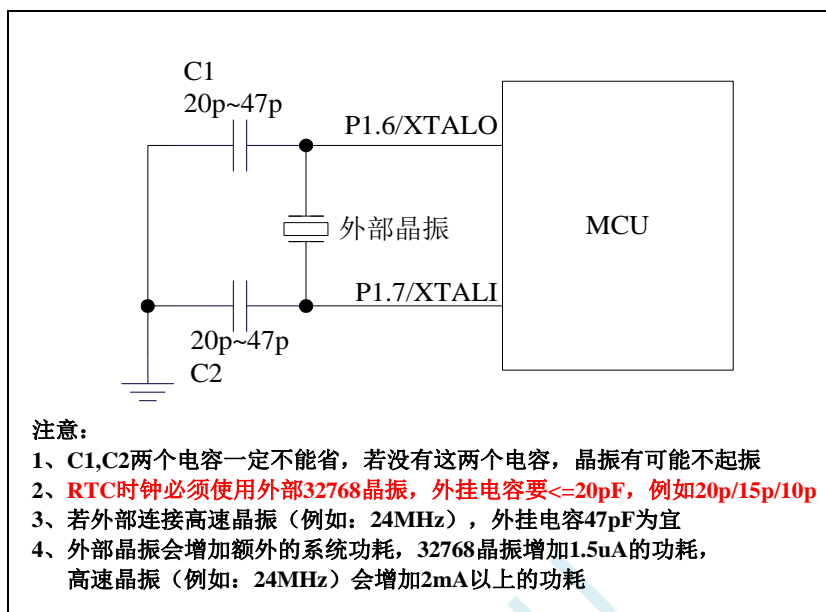 C1
20p~47p
P1.6/XTALO
外部晶振
MCU
P1.7/XTALI
20p~47p
C2
注意：
1、C1,C2两个电容一定不能省，若没有这两个电容，晶振有可能不起振
2、RTC时钟必须使用外部32768晶振，外挂电容要<=20pF，例如20p/15p/10p
3、若外部连接高速晶振（例如：24MHz），外挂电容47pF为宜
4、外部晶振会增加额外的系统功耗，32768晶振增加1.5uA的功耗，
高速晶振（例如：24MHz）会增加2mA以上的功耗